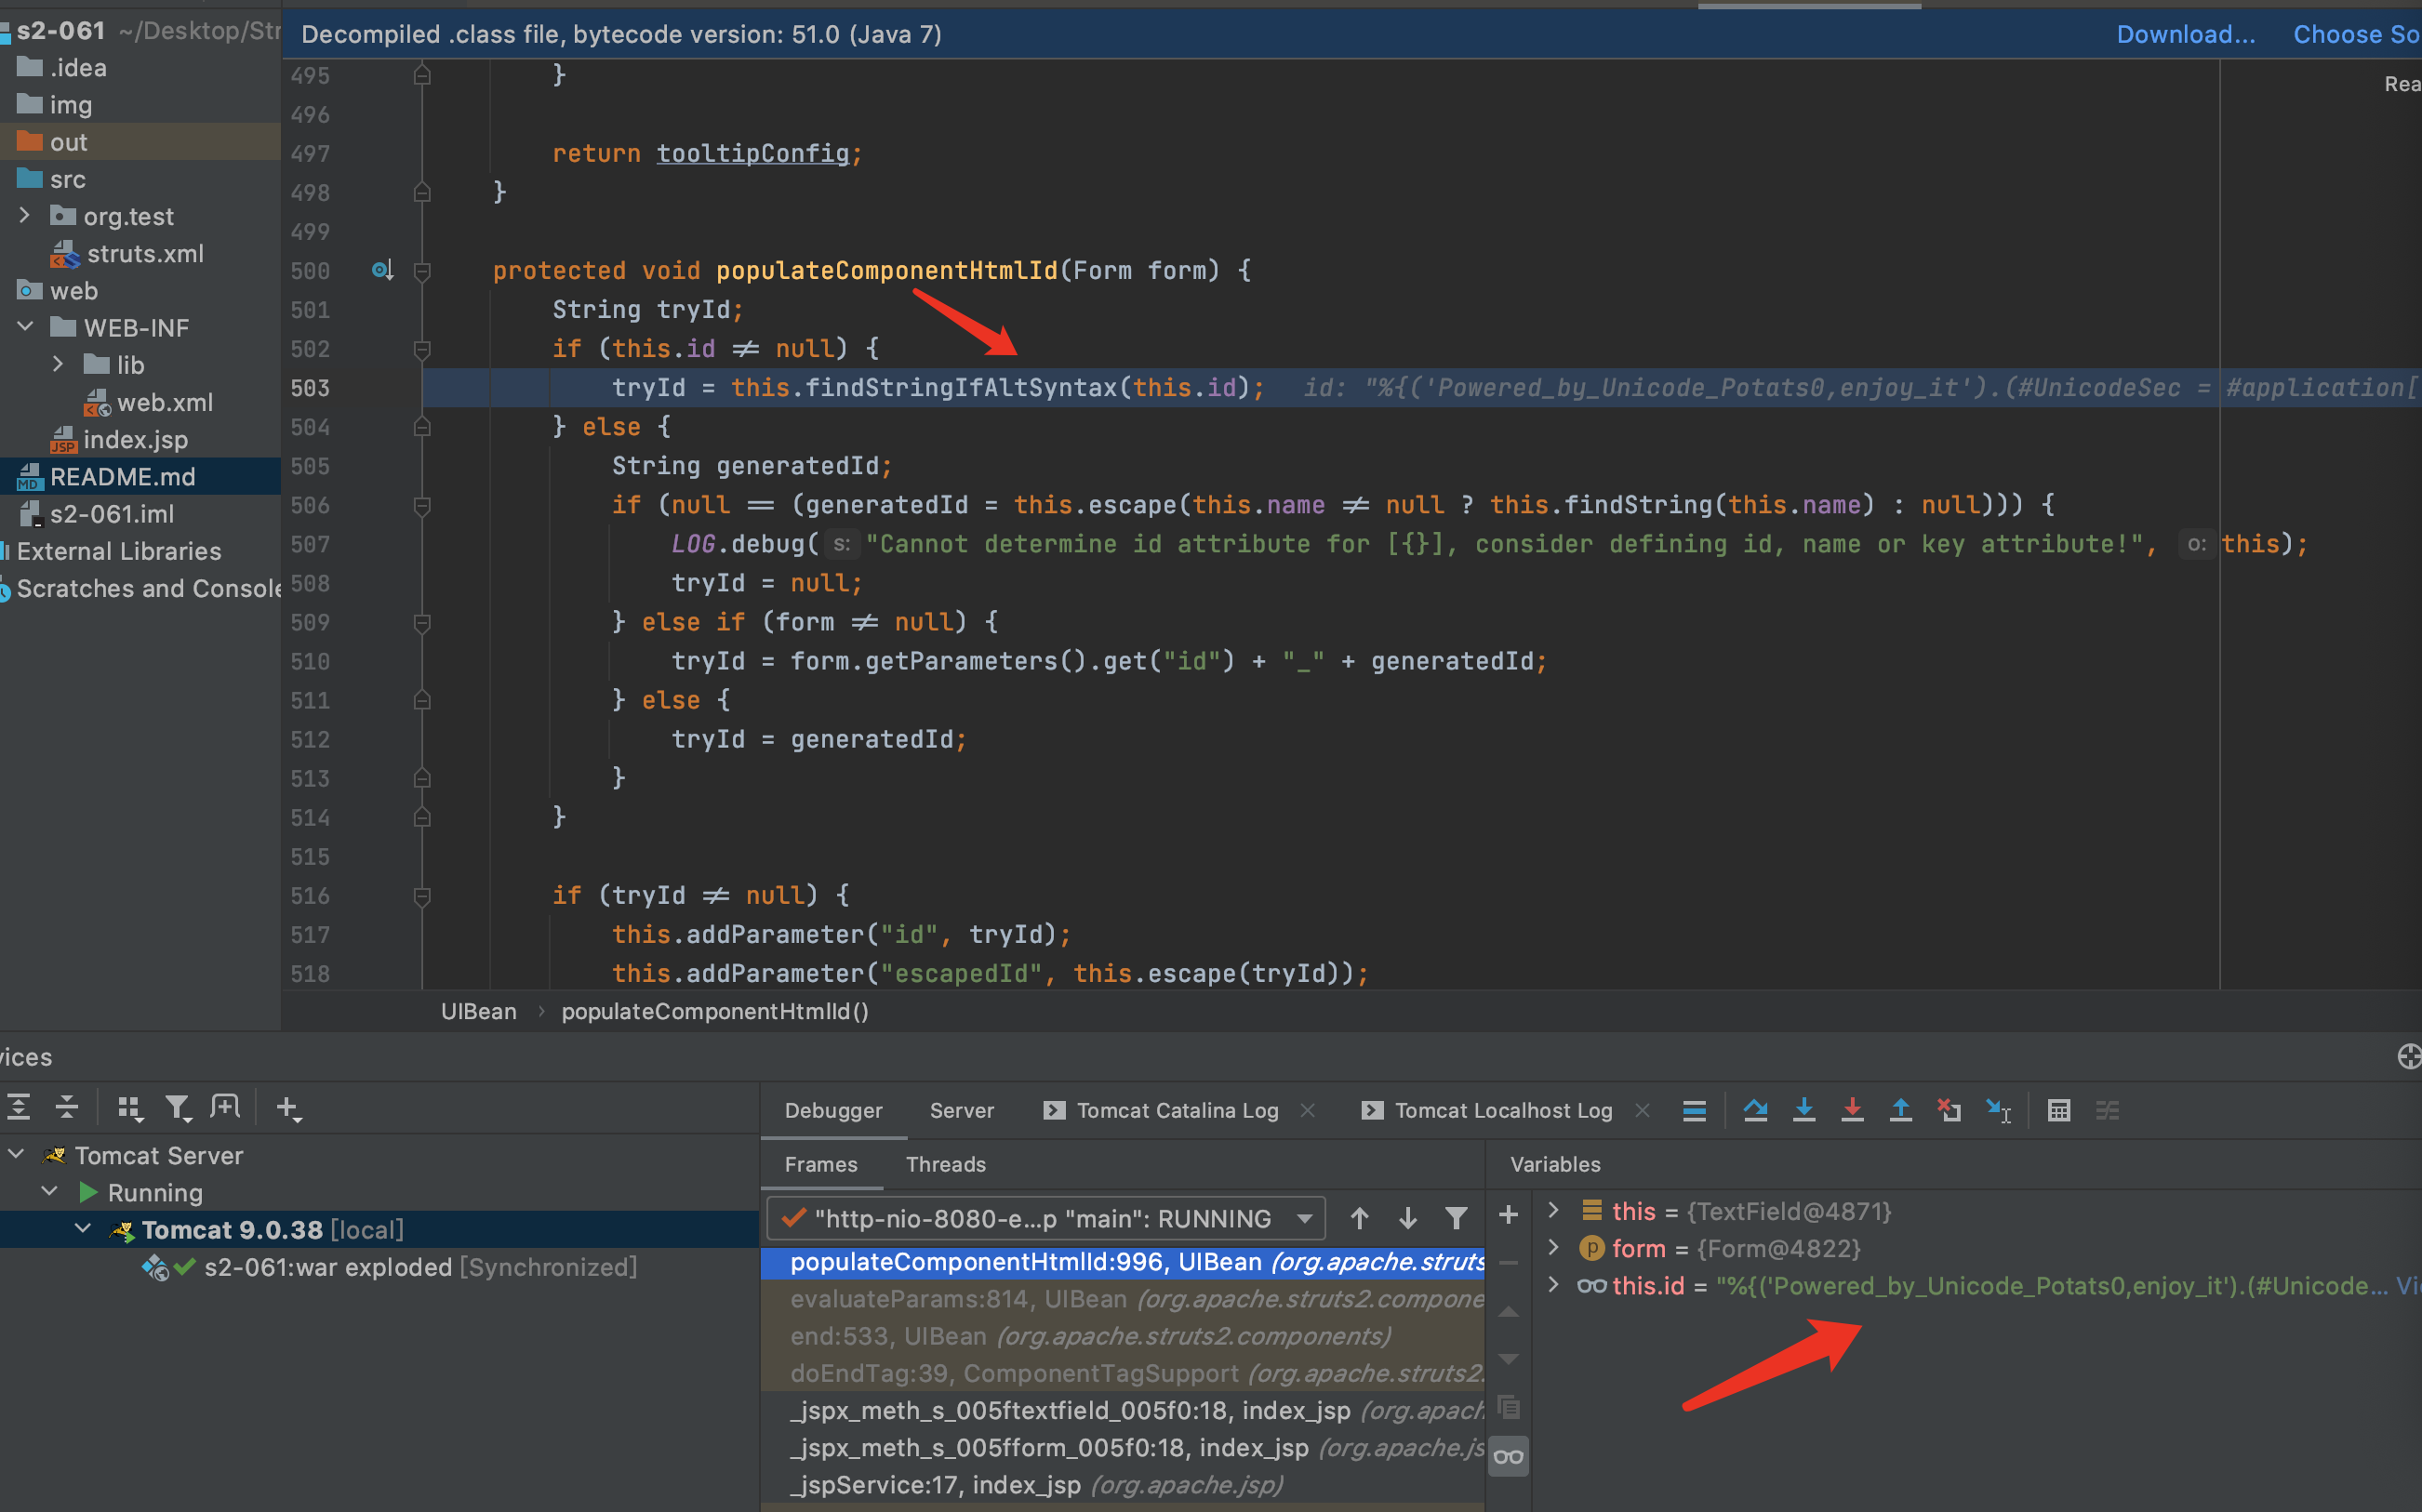 s2-061 ~/Desktop/Str
.idea
img
out
src
org.test
struts.xml
web
WEB-INF
lib
web.xml
index.jsp
README.md
s2-061.iml
External Libraries
Scratches and Console
Decompiled .class file, bytecode version: 51.0 (Java 7)
Download...
Choose So
Rea
495 }
496
497 return tooltipConfig;
498 }
499
500 protected void populateComponentHtmlId(Form form) {
501 String tryId;
502 if (this.id ≠ null) {
503 tryId = this.findStringIfAltSyntax(this.id); id: "%{('Powered_by_Unicode_Potats0,enjoy_it').(#UnicodeSec = #application[
504 } else {
505 String generatedId;
506 if (null == (generatedId = this.escape(this.name ≠ null ? this.findString(this.name) : null))) {
507 LOG.debug( s: "Cannot determine id attribute for [{}], consider defining id, name or key attribute!", o: this);
508 tryId = null;
509 } else if (form ≠ null) {
510 tryId = form.getParameters().get("id") + "_" + generatedId;
511 } else {
512 tryId = generatedId;
513 }
514 }
515
516 if (tryId ≠ null) {
517 this.addParameter("id", tryId);
518 this.addParameter("escapedId", this.escape(tryId));
UIBean › populateComponentHtmlId()
vices
Tomcat Server
Running
Tomcat 9.0.38 [local]
s2-061:war exploded [Synchronized]
Debugger
Server
Tomcat Catalina Log
Tomcat Localhost Log
Frames
Threads
"http-nio-8080-e...p "main": RUNNING
populateComponentHtmlId:996, UIBean (org.apache.struts
evaluateParams:814, UIBean (org.apache.struts2.compone
end:533, UIBean (org.apache.struts2.components)
doEndTag:39, ComponentTagSupport (org.apache.struts2.
_jspx_meth_s_005ftextfield_005f0:18, index_jsp (org.apach
_jspx_meth_s_005fform_005f0:18, index_jsp (org.apache.js
_jspService:17, index_jsp (org.apache.jsp)
Variables
this = {TextField@4871}
p form = {Form@4822}
this.id = "%{('Powered_by_Unicode_Potats0,enjoy_it').(#Unicode... Vi